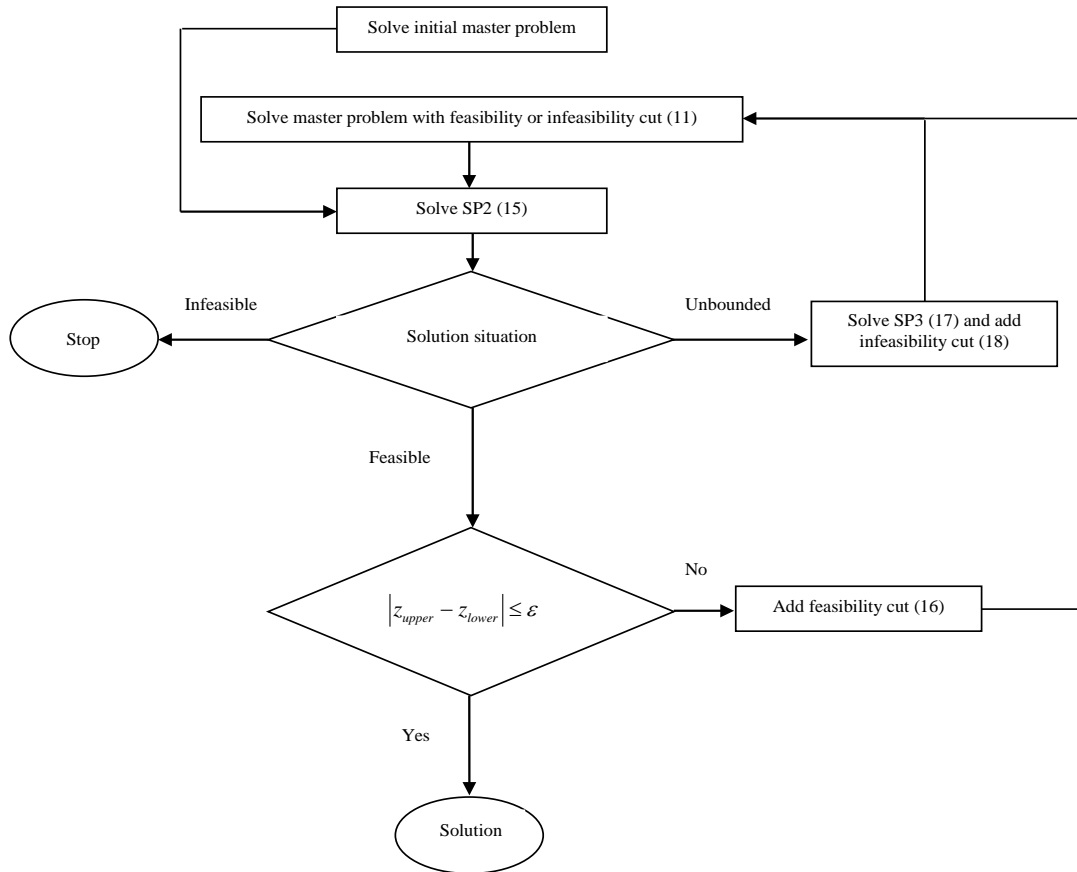 Solve initial master problem
Solve master problem with feasibility or infeasibility cut (11)
Solve SP2 (15)
Infeasible
Unbounded
Stop
Solution situation
Solve SP3 (17) and add
infeasibility cut (18)
Feasible
No
|z_upper − z_lower| ≤ ε
Add feasibility cut (16)
Yes
Solution